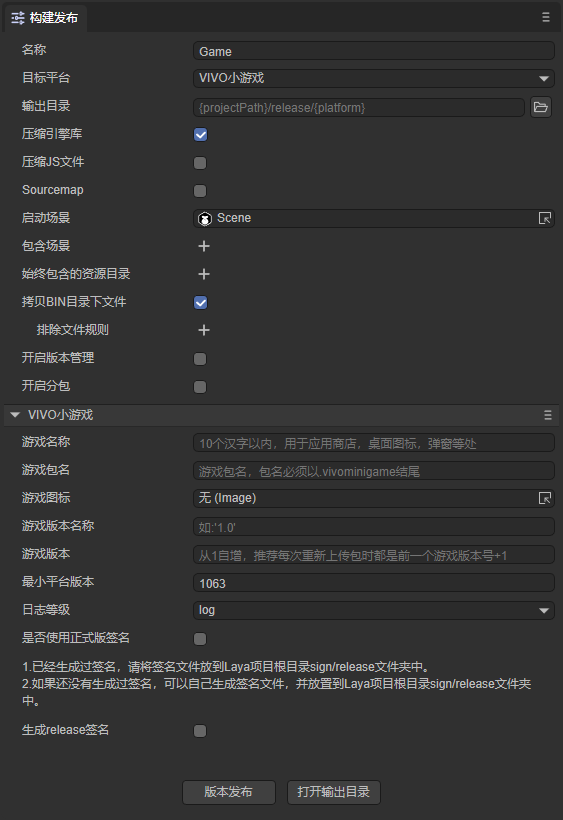 构建发布
名称 Game
目标平台 VIVO小游戏
输出目录 {projectPath}/release/{platform}
压缩引擎库
压缩JS文件
Sourcemap
启动场景 Scene
包含场景
始终包含的资源目录
拷贝BIN目录下文件
排除文件规则
开启版本管理
开启分包
VIVO小游戏
游戏名称 10个汉字以内，用于应用商店，桌面图标，弹窗等处
游戏包名 游戏包名，包名必须以.vivominigame结尾
游戏图标 无 (Image)
游戏版本名称 如:'1.0'
游戏版本 从1自增，推荐每次重新上传包时都是前一个游戏版本号+1
最小平台版本 1063
日志等级 log
是否使用正式版签名
1.已经生成过签名，请将签名文件放到Laya项目根目录sign/release文件夹中。
2.如果还没有生成过签名，可以自己生成签名文件，并放置到Laya项目根目录sign/release文件夹
中。
生成release签名
版本发布 打开输出目录